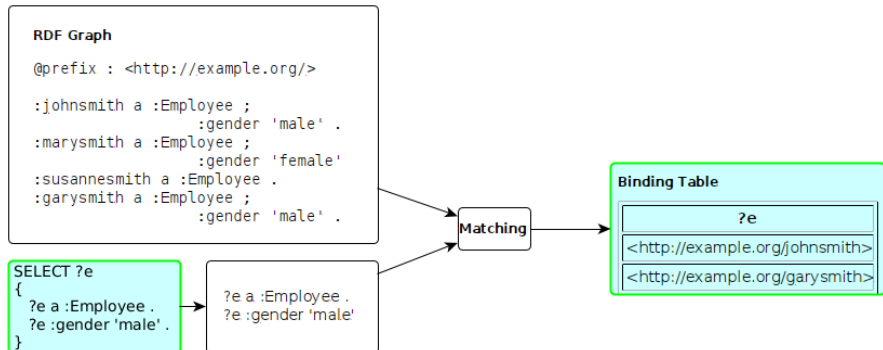 RDF Graph
@prefix : <http://example.org/>
:johnsmith a :Employee ;
:gender 'male' .
:marysmith a :Employee ;
:gender 'female'
:susannesmith a :Employee .
:garysmith a :Employee ;
:gender 'male' .
SELECT ?e
{
?e a :Employee .
?e :gender 'male' .
}
?e a :Employee .
?e :gender 'male'
Matching
Binding Table
?e
<http://example.org/johnsmith>
<http://example.org/garysmith>